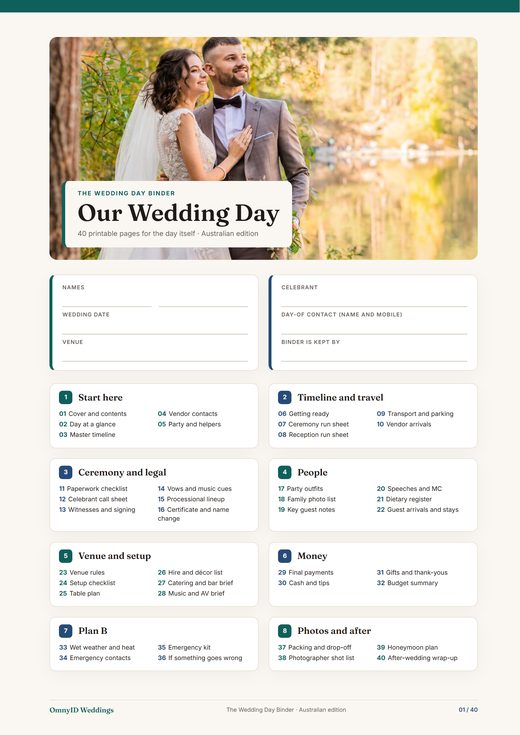 THE WEDDING DAY BINDER
Our Wedding Day
40 printable pages for the day itself · Australian edition
NAMES
WEDDING DATE
VENUE
CELEBRANT
DAY-OF CONTACT (NAME AND MOBILE)
BINDER IS KEPT BY
1 Start here
01 Cover and contents
02 Day at a glance
03 Master timeline
04 Vendor contacts
05 Party and helpers
2 Timeline and travel
06 Getting ready
07 Ceremony run sheet
08 Reception run sheet
09 Transport and parking
10 Vendor arrivals
3 Ceremony and legal
11 Paperwork checklist
12 Celebrant call sheet
13 Witnesses and signing
14 Vows and music cues
15 Processional lineup
16 Certificate and name
change
4 People
17 Party outfits
18 Family photo list
19 Key guest notes
20 Speeches and MC
21 Dietary register
22 Guest arrivals and stays
5 Venue and setup
23 Venue rules
24 Setup checklist
25 Table plan
26 Hire and décor list
27 Catering and bar brief
28 Music and AV brief
6 Money
29 Final payments
30 Cash and tips
31 Gifts and thank-yous
32 Budget summary
7 Plan B
33 Wet weather and heat
34 Emergency contacts
35 Emergency kit
36 If something goes wrong
8 Photos and after
37 Packing and drop-off
38 Photographer shot list
39 Honeymoon plan
40 After-wedding wrap-up
OmnyID Weddings
The Wedding Day Binder · Australian edition
01 / 40